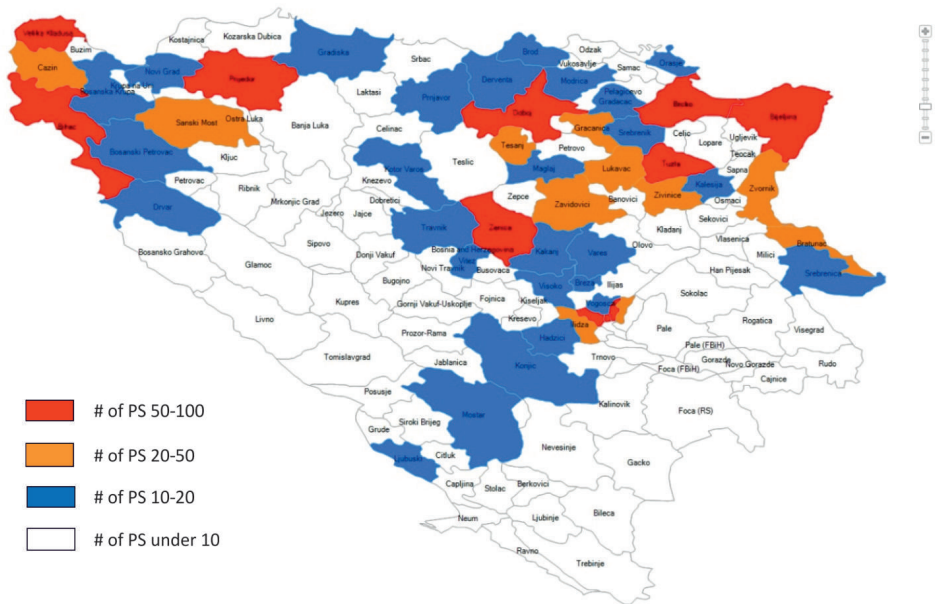 Velika Kladusa
Buzim
Cazin
Bosanska Krupa
Novi Grad
Kostajnica
Kozarska Dubica
Prijedor
Gradiska
Srbac
Laktasi
Brod
Derventa
Prnjavor
Odzak
Vukosavlje
Samac
Modrica
Orasje
Pelagicevo
Gradacac
Brcko
Bijeljina
Bihac
Sanski Most
Ostra Luka
Banja Luka
Celinac
Doboj
Gracanica
Srebrenik
Celic
Lopare
Ugljevik
Teocak
Bosanski Petrovac
Kljuc
Kotor Varos
Teslic
Tesanj
Petrovo
Maglaj
Lukavac
Tuzla
Sapna
Kalesija
Petrovac
Ribnik
Knezevo
Zepce
Zavidovici
Banovici
Zivinice
Osmaci
Zvornik
Drvar
Mrkonjic Grad
Jezero
Jajce
Dobretici
Travnik
Zenica
Kladanj
Sekovici
Bosansko Grahovo
Glamoc
Sipovo
Donji Vakuf
Bosnia and Herzegovina
Vitez
Novi Travnik
Busovaca
Kakanj
Vares
Olovo
Vlasenica
Milici
Bratunac
Srebrenica
Bugojno
Kupres
Gornji Vakuf-Uskoplje
Fojnica
Kiseljak
Visoko
Breza
Ilijas
Han Pijesak
Sokolac
Livno
Kresevo
Vogosca
Ilidza
Hadzici
Pale
Rogatica
Visegrad
Prozor-Rama
Tomislavgrad
Jablanica
Konjic
Trnovo
Pale (FBiH)
Foca (FBiH)
Gorazde
Novo Gorazde
Rudo
Cajnice
Posusje
Kalinovik
Foca (RS)
# of PS 50-100
Siroki Brijeg
Grude
Mostar
Nevesinje
Gacko
# of PS 20-50
Ljubuski
Citluk
Capljina
Stolac
Berkovici
Bileca
# of PS 10-20
Neum
Ljubinje
Ravno
Trebinje
# of PS under 10